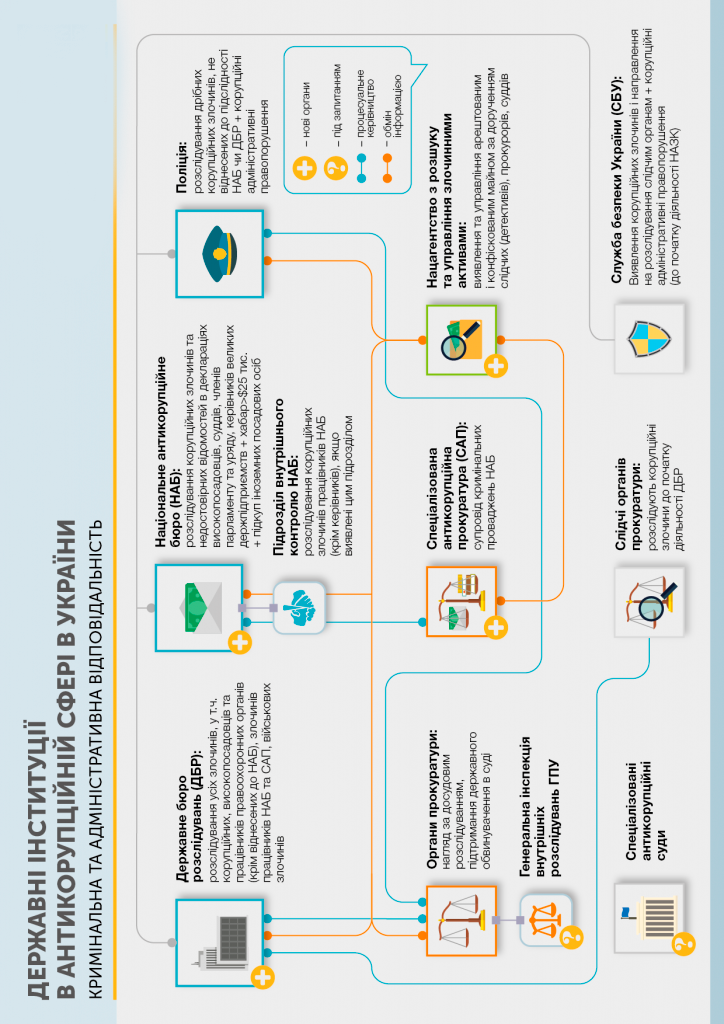 ДЕРЖАВНІ ІНСТИТУЦІЇ
В АНТИКОРУПЦІЙНІЙ СФЕРІ В УКРАЇНИ
КРИМІНАЛЬНА ТА АДМІНІСТРАТИВНА ВІДПОВІДАЛЬНІСТЬ
Державне бюро
розслідувань (ДБР):
розслідування усіх злочинів, у т.ч.
корупційних, високопосадовців та
працівників правоохоронних органів
(крім віднесених до НАБ), злочинів
працівників НАБ та САП, військових
злочинів
Національне антикорупційне
бюро (НАБ):
розслідування корупційних злочинів та
недостовірних відомостей в деклараціях
високопосадовців, суддів, членів
парламенту та уряду, керівників великих
держпідприємств + хабар>$25 тис.
+ підкуп іноземних посадових осіб
Підрозділ внутрішнього
контролю НАБ:
розслідування корупційних
злочинів працівників НАБ
(крім керівників), якщо
виявлені цим підрозділом
Поліція:
розслідування дрібних
корупційних злочинів, не
віднесених до підслідності
НАБ чи ДБР + корупційні
адміністративні
правопорушення
– нові органи
– під запитанням
– процесуальне
керівництво
– обмін
інформацією
Органи прокуратури:
нагляд за досудовим
розслідуванням,
підтримання державного
обвинувачення в суді
Генеральна інспекція
внутрішніх
розслідувань ГПУ
Спеціалізована
антикорупційна
прокуратура (САП):
супровід кримінальних
проваджень НАБ
Нацагентство з розшуку
та управління злочинними
активами:
виявлення та управління арештованим
і конфіскованим майном за дорученням
слідчих (детективів), прокурорів, суддів
Спеціалізовані
антикорупційні
суди
Слідчі органів
прокуратури:
розслідують корупційні
злочини до початку
діяльності ДБР
Служба безпеки України (СБУ):
Виявлення корупційних злочинів і направлення
на розслідування слідчим органам + корупційні
адміністративні правопорушення
(до початку діяльності НАЗК)